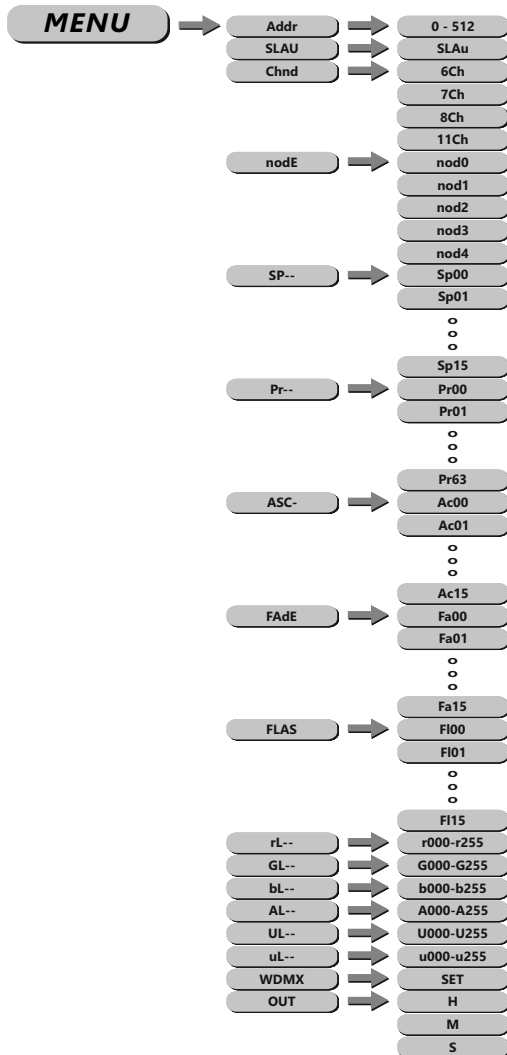 MENU
Addr 0 - 512
SLAU SLAu
Chnd 6Ch
7Ch
8Ch
11Ch
nodE nod0
nod1
nod2
nod3
nod4
SP-- Sp00
Sp01
Sp15
Pr-- Pr00
Pr01
Pr63
ASC- Ac00
Ac01
Ac15
FAdE Fa00
Fa01
Fa15
FLAS Fl00
Fl01
Fl15
rL-- r000-r255
GL-- G000-G255
bL-- b000-b255
AL-- A000-A255
UL-- U000-U255
uL-- u000-u255
WDMX SET
OUT H
M
S